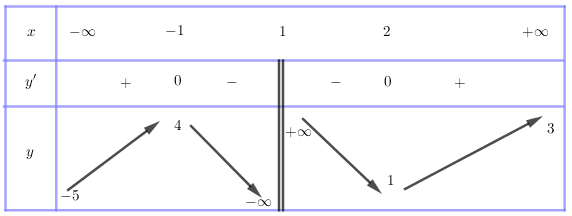 x −∞ −1 1 2 +∞
y′ + 0 − − 0 +
4 +∞ 3
y 1
−5 −∞